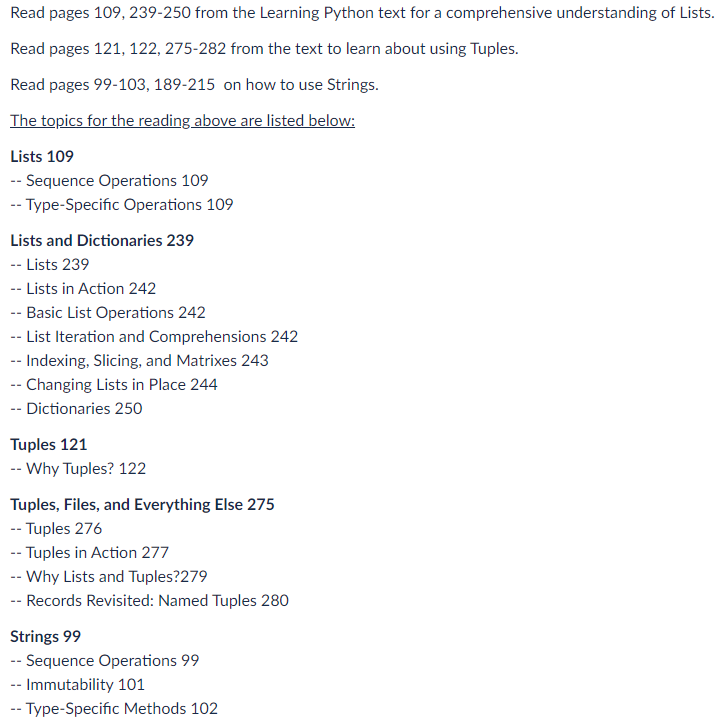 Read pages 109, 239-250 from the Learning Python text for a comprehensive understanding of Lists.
Read pages 121, 122, 275-282 from the text to learn about using Tuples.
Read pages 99-103, 189-215  on how to use Strings.
The topics for the reading above are listed below:
Lists 109
-- Sequence Operations 109
-- Type-Specific Operations 109
Lists and Dictionaries 239
-- Lists 239
-- Lists in Action 242
-- Basic List Operations 242
-- List Iteration and Comprehensions 242
-- Indexing, Slicing, and Matrixes 243
-- Changing Lists in Place 244
-- Dictionaries 250
Tuples 121
-- Why Tuples? 122
Tuples, Files, and Everything Else 275
-- Tuples 276
-- Tuples in Action 277
-- Why Lists and Tuples?279
-- Records Revisited: Named Tuples 280
Strings 99
-- Sequence Operations 99
-- Immutability 101
-- Type-Specific Methods 102